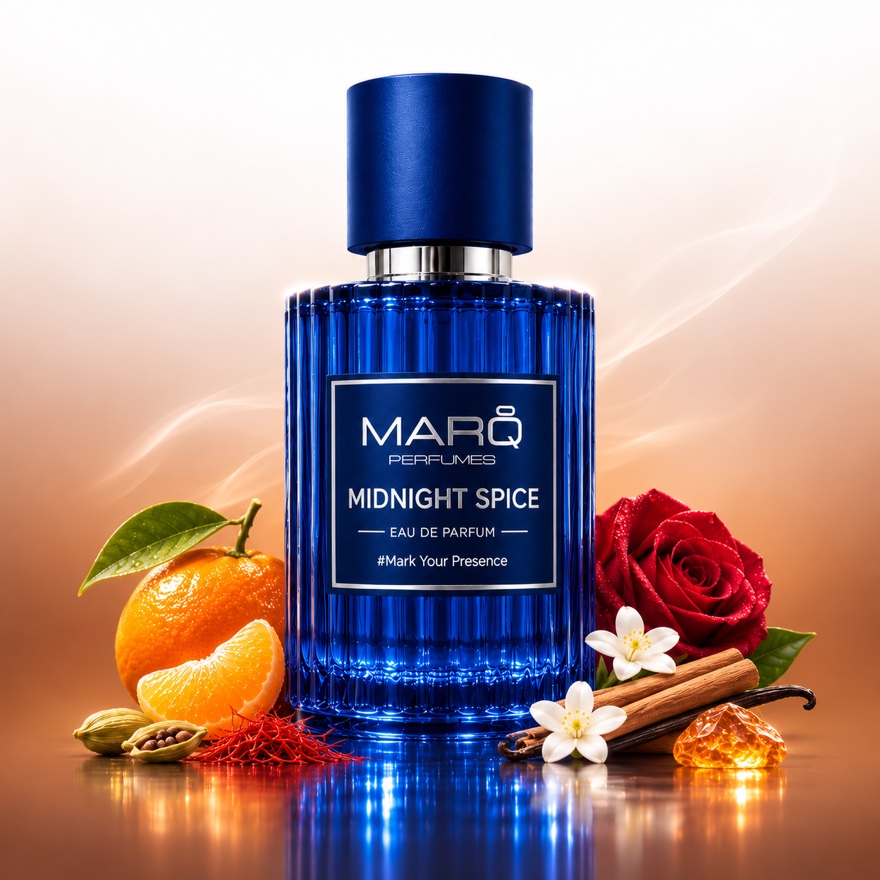 MARQ
PERFUMES
MIDNIGHT SPICE
EAU DE PARFUM
#Mark Your Presence